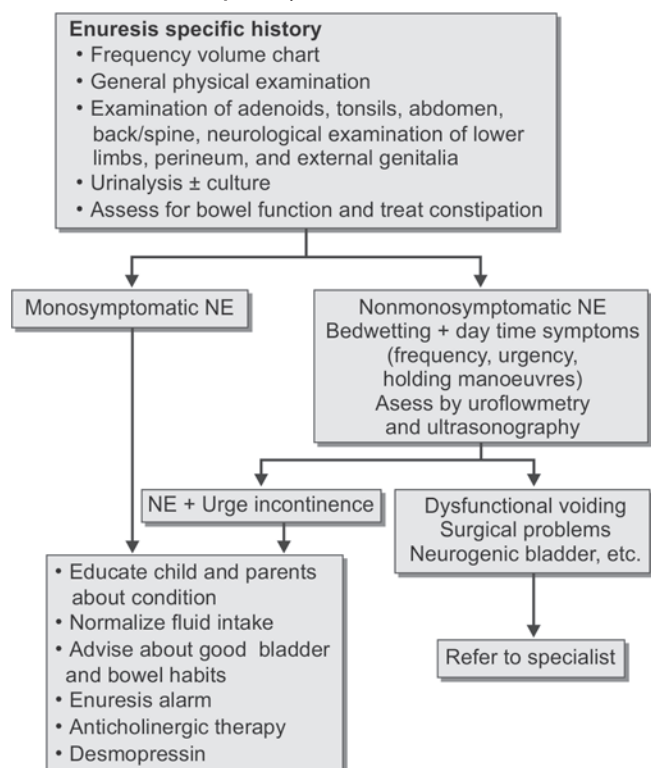 Enuresis specific history
• Frequency volume chart
• General physical examination
• Examination of adenoids, tonsils, abdomen,
back/spine, neurological examination of lower
limbs, perineum, and external genitalia
• Urinalysis ± culture
• Assess for bowel function and treat constipation
Monosymptomatic NE
Nonmonosymptomatic NE
Bedwetting + day time symptoms
(frequency, urgency,
holding manoeuvres)
Asess by uroflowmetry
and ultrasonography
NE + Urge incontinence
Dysfunctional voiding
Surgical problems
Neurogenic bladder, etc.
• Educate child and parents
about condition
• Normalize fluid intake
• Advise about good bladder
and bowel habits
• Enuresis alarm
• Anticholinergic therapy
• Desmopressin
Refer to specialist